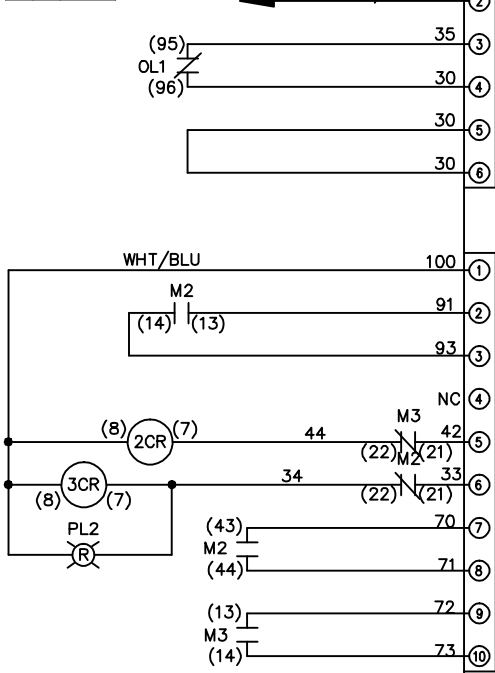 2
(95) 35 3
OL1
(96) 30 4
30 5
30 6
WHT/BLU 100 1
M2 91 2
(14) (13)
93 3
NC 4
M3
(8) 2CR (7) 44 (22) (21) 42 5
M2
(8) 3CR (7) 34 (22) (21) 33 6
PL2
R
(43) 70 7
M2
(44) 71 8
(13) 72 9
M3
(14) 73 10